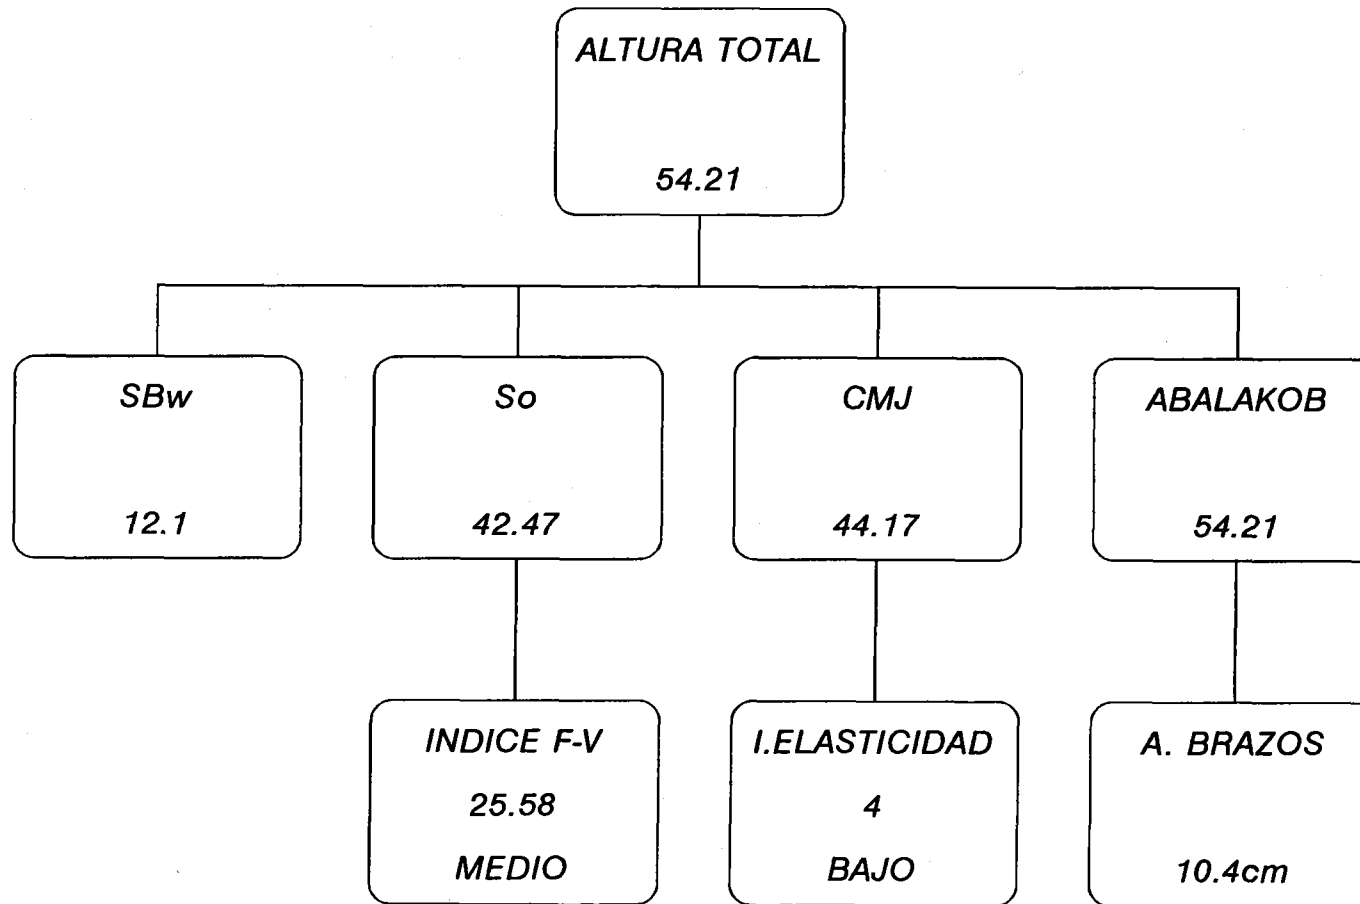 ALTURA TOTAL
54.21
SBw
12.1
So
42.47
CMJ
44.17
ABALAKOB
54.21
INDICE F-V
25.58
MEDIO
I.ELASTICIDAD
4
BAJO
A. BRAZOS
10.4cm